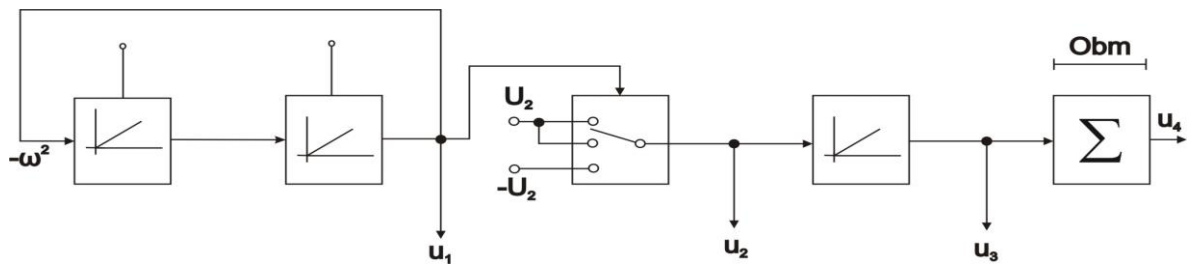 Obm
U₂
-U₂
-ω²
Σ
u₄
u₁
u₂
u₃